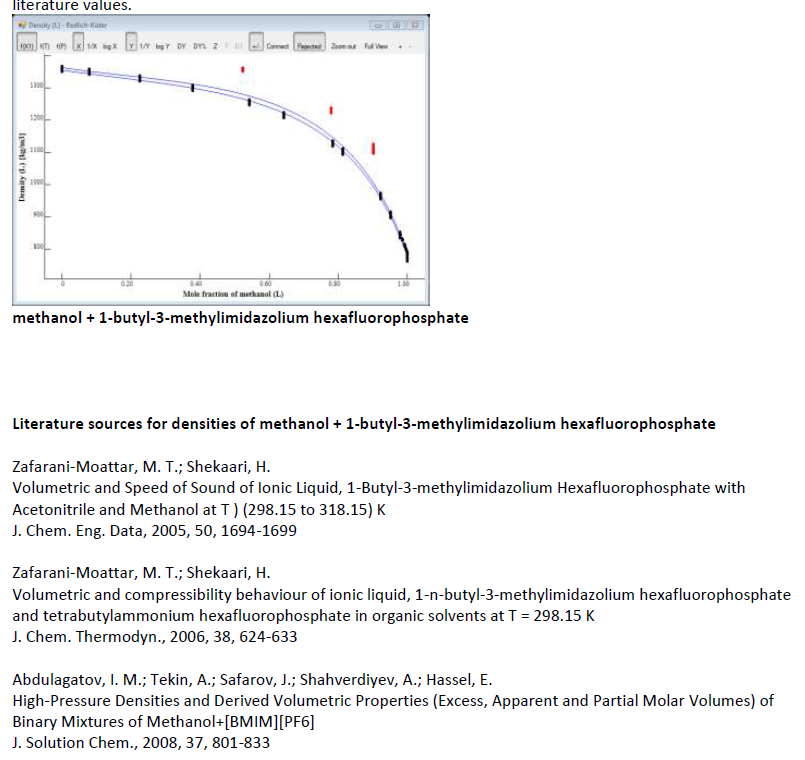 literature values.
Density (L) - Redlich-Kister
f(X1) f(T) f(P) X 1/X log X Y 1/Y log Y DY DY% Z T +/- Connect Rejected Zoom out Full View + -
1300
1200
1100
1000
900
800
Density (L) [kg/m3]
0 0.20 0.40 0.60 0.80 1.00
Mole fraction of methanol (L)
methanol + 1-butyl-3-methylimidazolium hexafluorophosphate
Literature sources for densities of methanol + 1-butyl-3-methylimidazolium hexafluorophosphate
Zafarani-Moattar, M. T.; Shekaari, H.
Volumetric and Speed of Sound of Ionic Liquid, 1-Butyl-3-methylimidazolium Hexafluorophosphate with
Acetonitrile and Methanol at T ) (298.15 to 318.15) K
J. Chem. Eng. Data, 2005, 50, 1694-1699
Zafarani-Moattar, M. T.; Shekaari, H.
Volumetric and compressibility behaviour of ionic liquid, 1-n-butyl-3-methylimidazolium hexafluorophosphate
and tetrabutylammonium hexafluorophosphate in organic solvents at T = 298.15 K
J. Chem. Thermodyn., 2006, 38, 624-633
Abdulagatov, I. M.; Tekin, A.; Safarov, J.; Shahverdiyev, A.; Hassel, E.
High-Pressure Densities and Derived Volumetric Properties (Excess, Apparent and Partial Molar Volumes) of
Binary Mixtures of Methanol+[BMIM][PF6]
J. Solution Chem., 2008, 37, 801-833